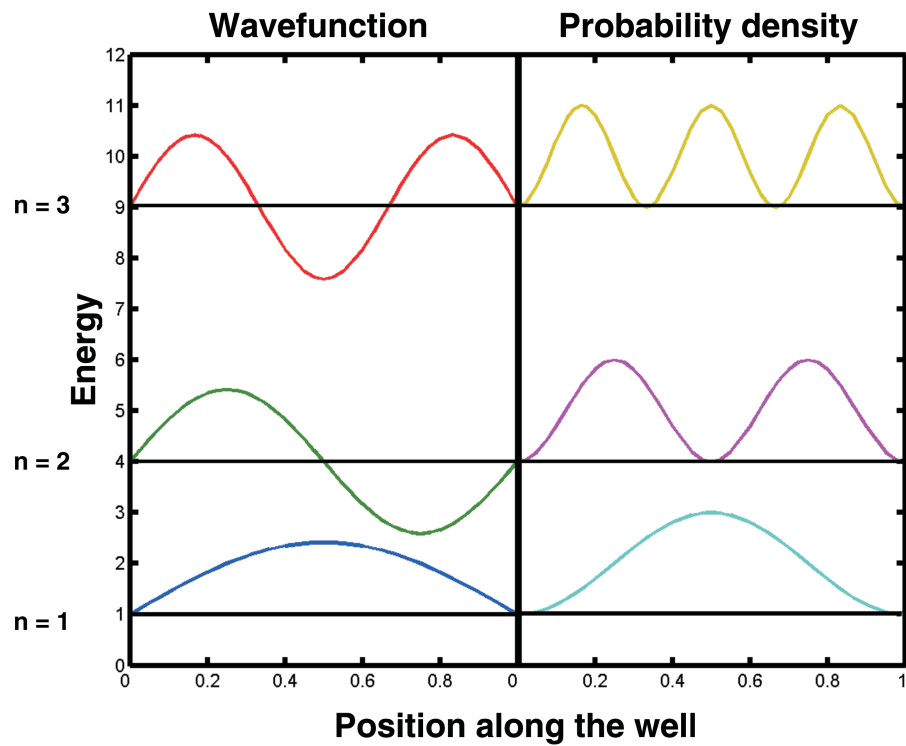 Wavefunction
Probability density
12
11
10
n = 3
9
8
7
Energy
6
5
n = 2
4
3
2
n = 1
1
0
0 0.2 0.4 0.6 0.8 0 0.2 0.4 0.6 0.8 1
Position along the well